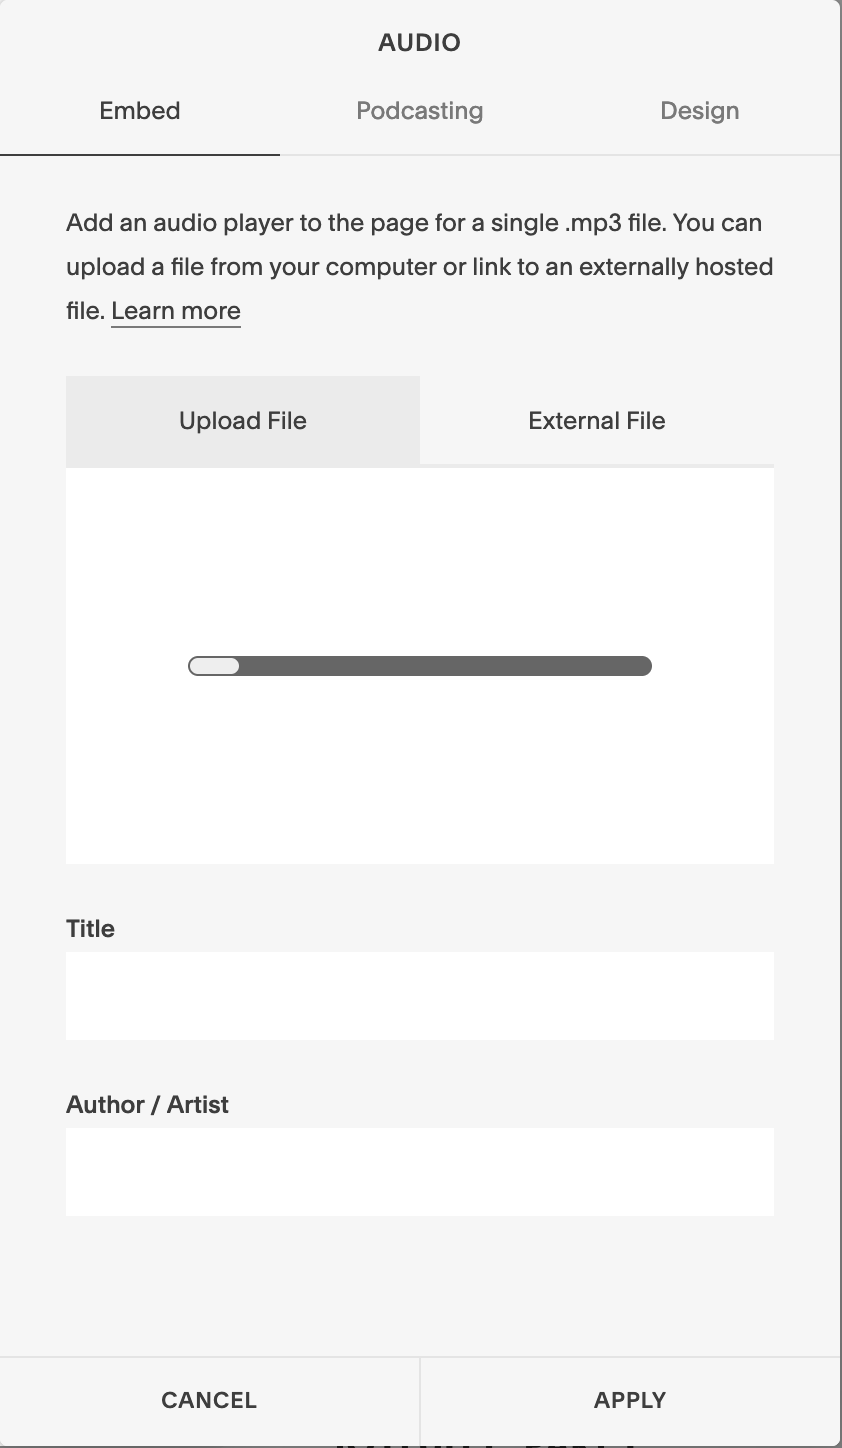 AUDIO
Embed
Podcasting
Design
Add an audio player to the page for a single .mp3 file. You can
upload a file from your computer or link to an externally hosted
file. Learn more
Upload File
External File
Title
Author / Artist
CANCEL
APPLY